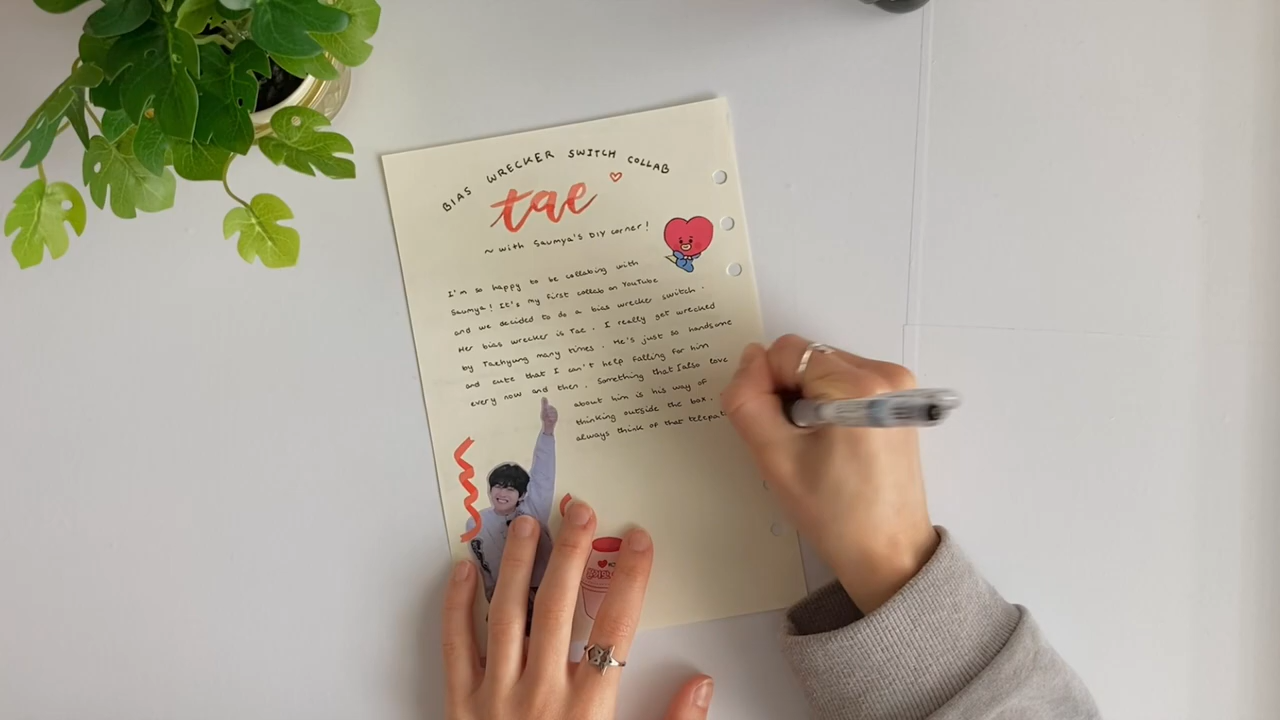 BIAS WRECKER SWITCH COLLAB
tae
~ with Saumya's DIY corner!
I'm so happy to be collabing with
Saumya! It's my first collab on YouTube
and we decided to do a bias wrecker switch.
Her bias wrecker is Tae. I really get wrecked
by Taehyung many times. He's just so handsome
and cute that I can't help falling for him
every now and then. Something that I also love
about him is his way of
thinking outside the box.
always think of that telepat